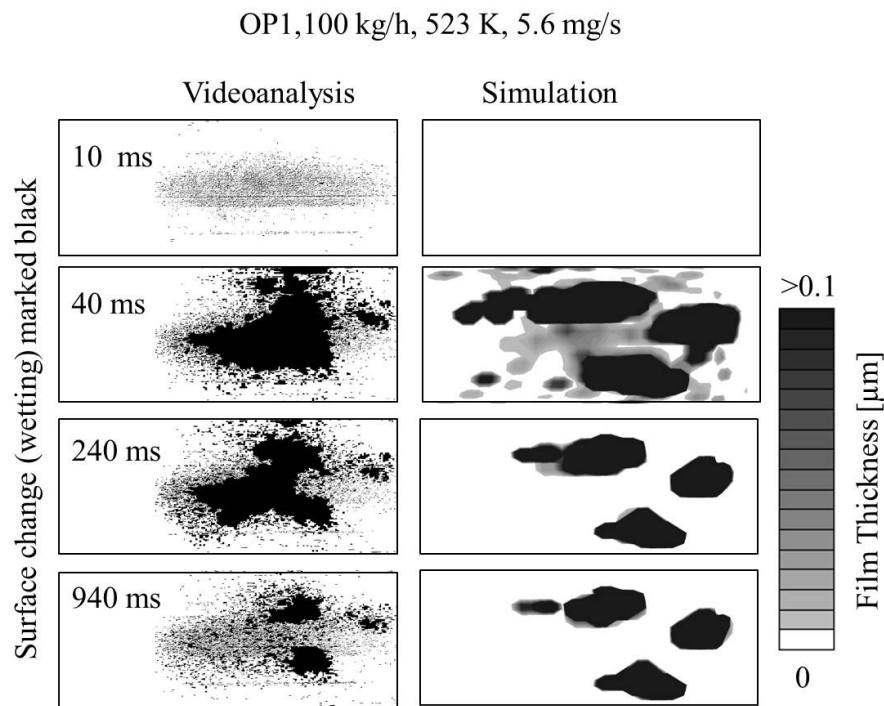 OP1,100 kg/h, 523 K, 5.6 mg/s
Videoanalysis
Simulation
Surface change (wetting) marked black
10 ms
40 ms
240 ms
940 ms
>0.1
0
Film Thickness [µm]